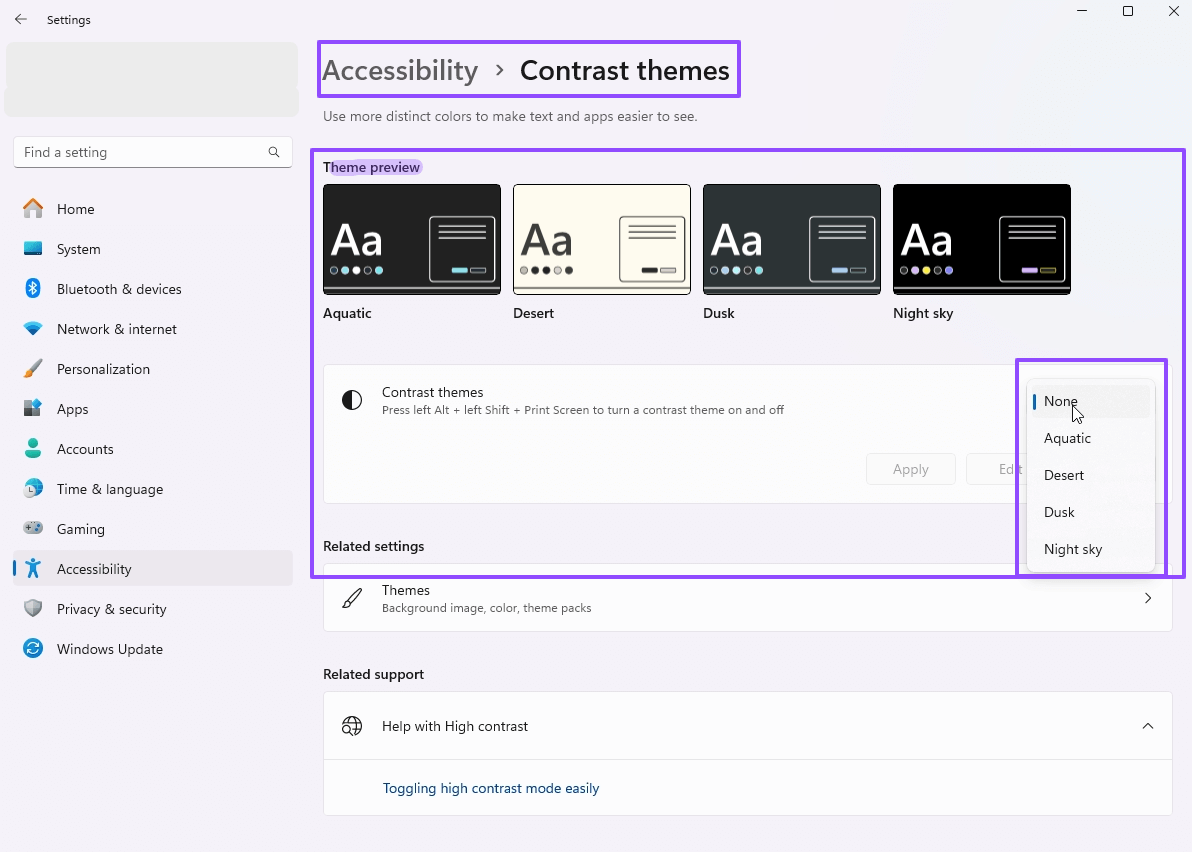 Settings
Find a setting
Home
System
Bluetooth & devices
Network & internet
Personalization
Apps
Accounts
Time & language
Gaming
Accessibility
Privacy & security
Windows Update
Accessibility > Contrast themes
Use more distinct colors to make text and apps easier to see.
Theme preview
Aa
Aa
Aa
Aa
Aquatic
Desert
Dusk
Night sky
Contrast themes
Press left Alt + left Shift + Print Screen to turn a contrast theme on and off
Apply
Edit
None
Aquatic
Desert
Dusk
Night sky
Related settings
Themes
Background image, color, theme packs
Related support
Help with High contrast
Toggling high contrast mode easily